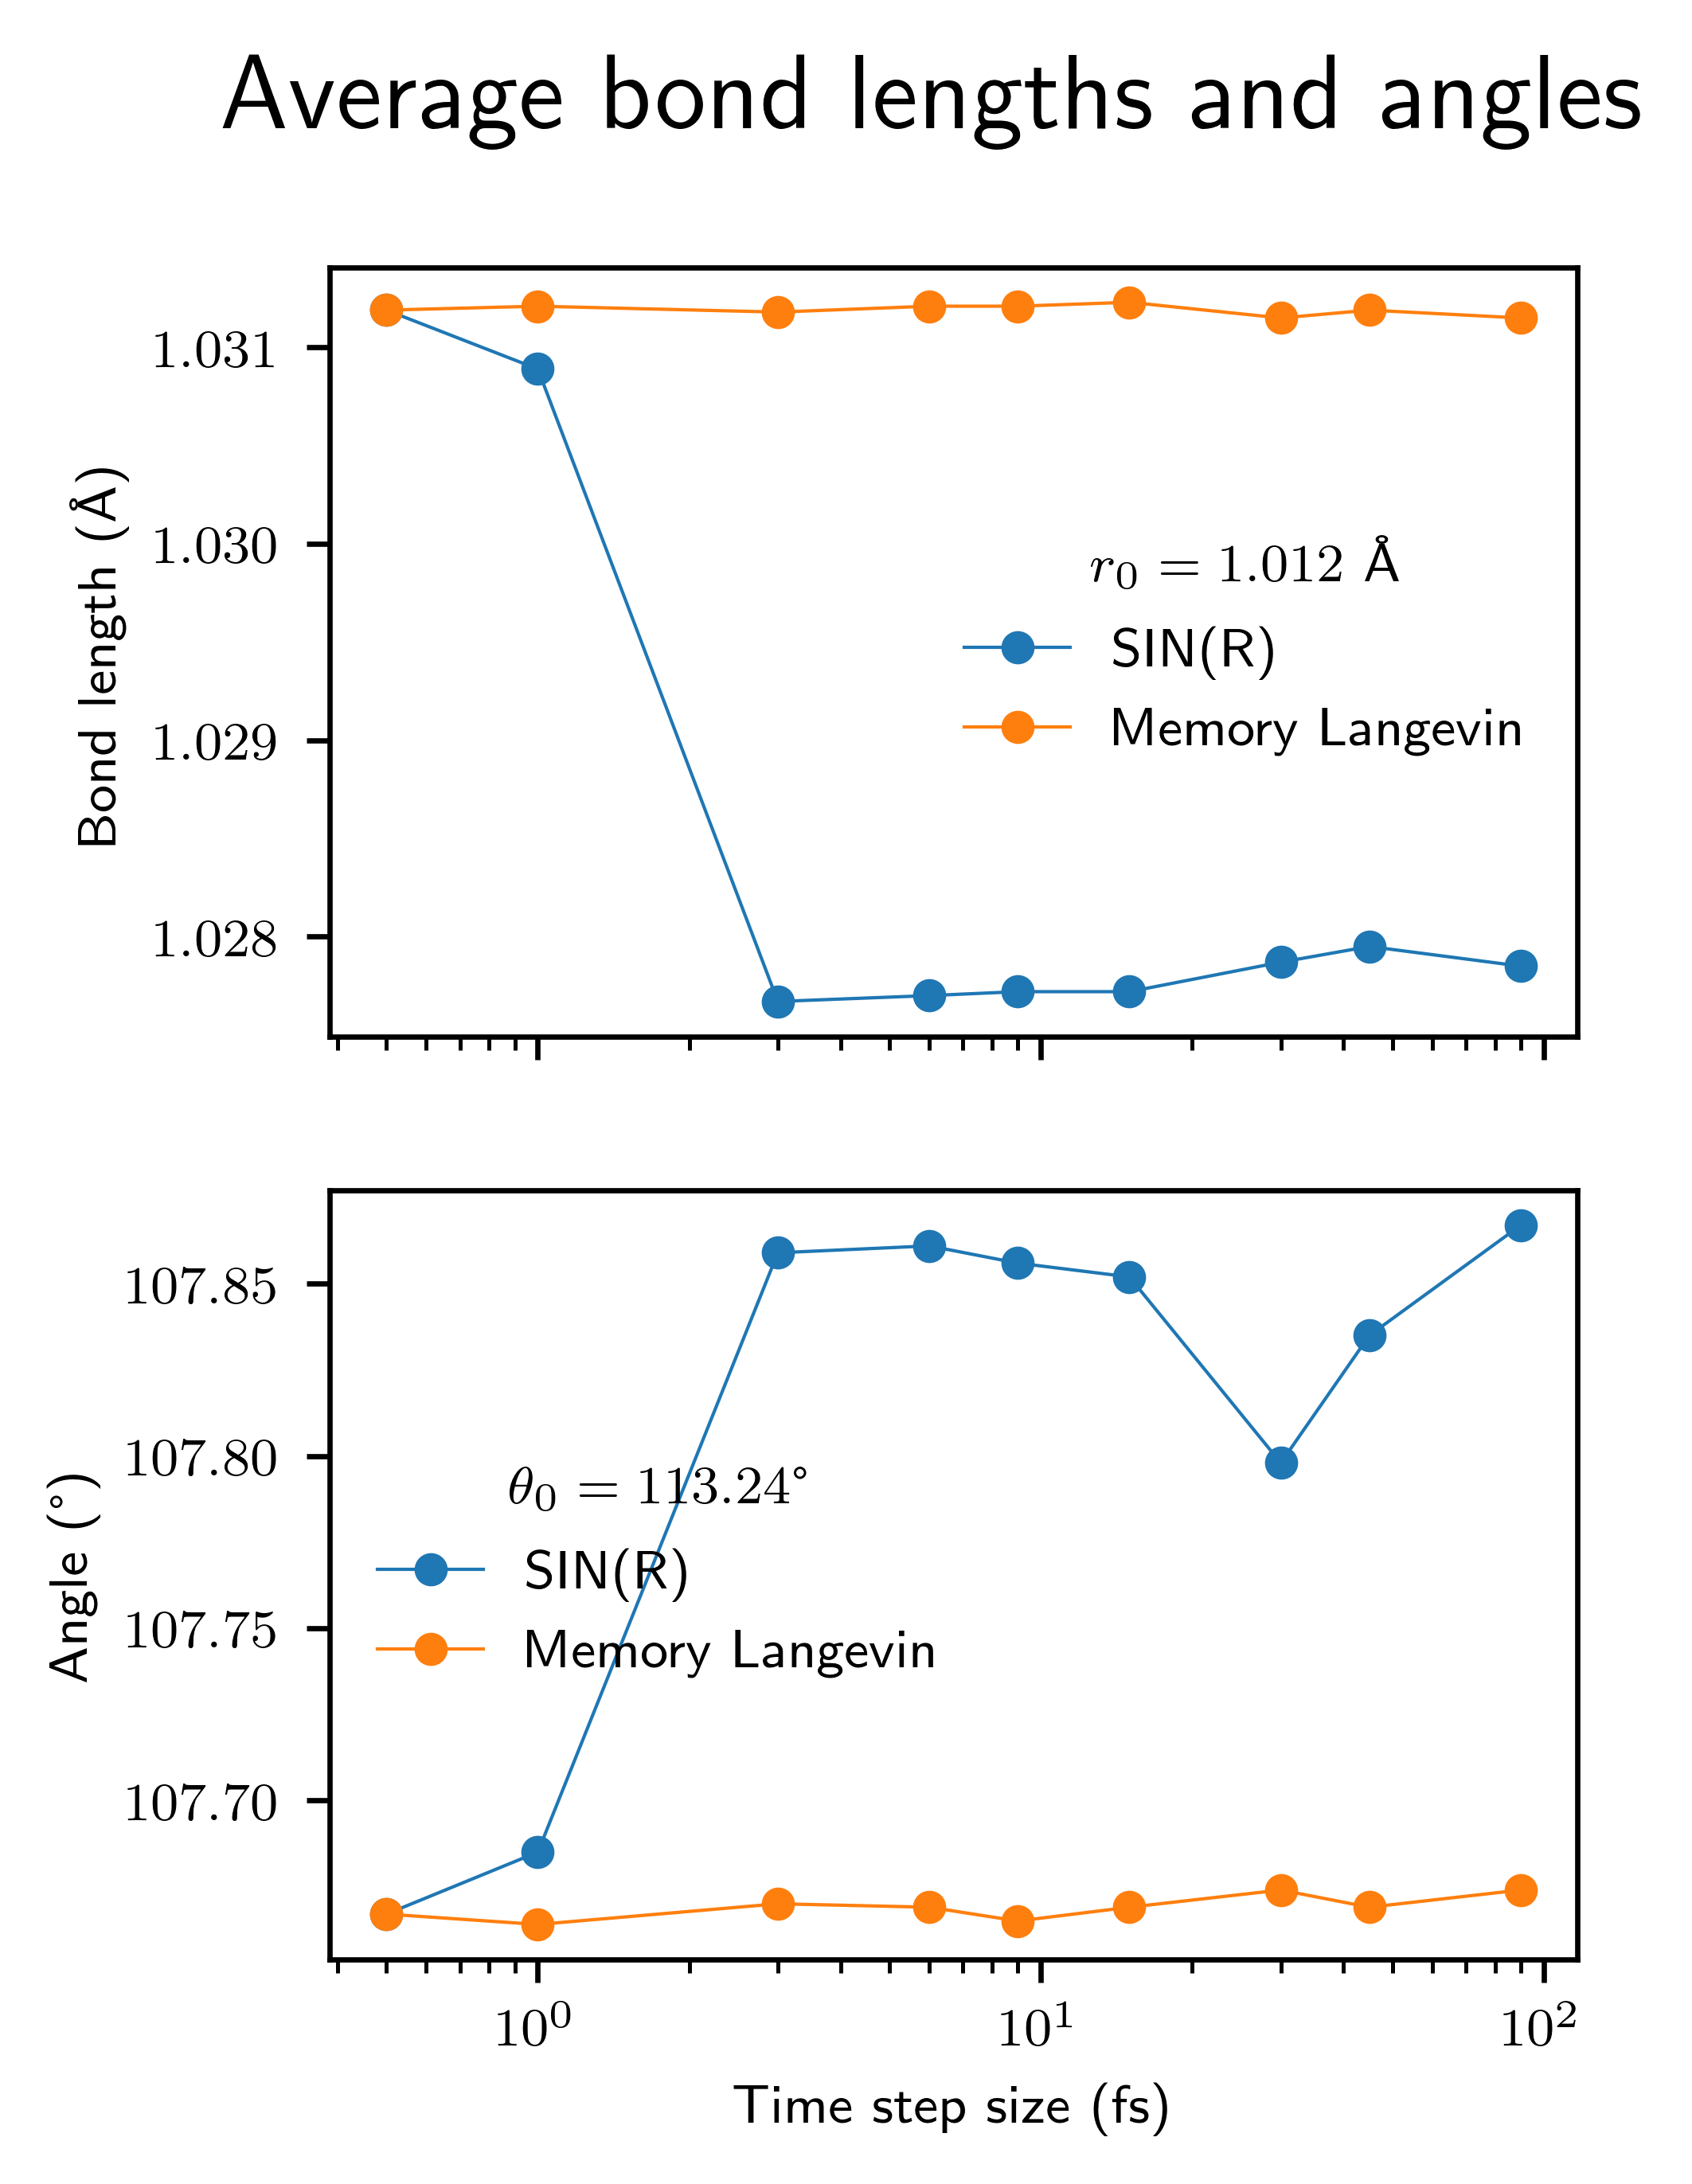 Average bond lengths and angles
1.031
1.030
1.029
1.028
Bond length (Å)
r₀ = 1.012 Å
SIN(R)
Memory Langevin
107.85
107.80
107.75
107.70
Angle (°)
θ₀ = 113.24°
SIN(R)
Memory Langevin
10⁰ 10¹ 10²
Time step size (fs)